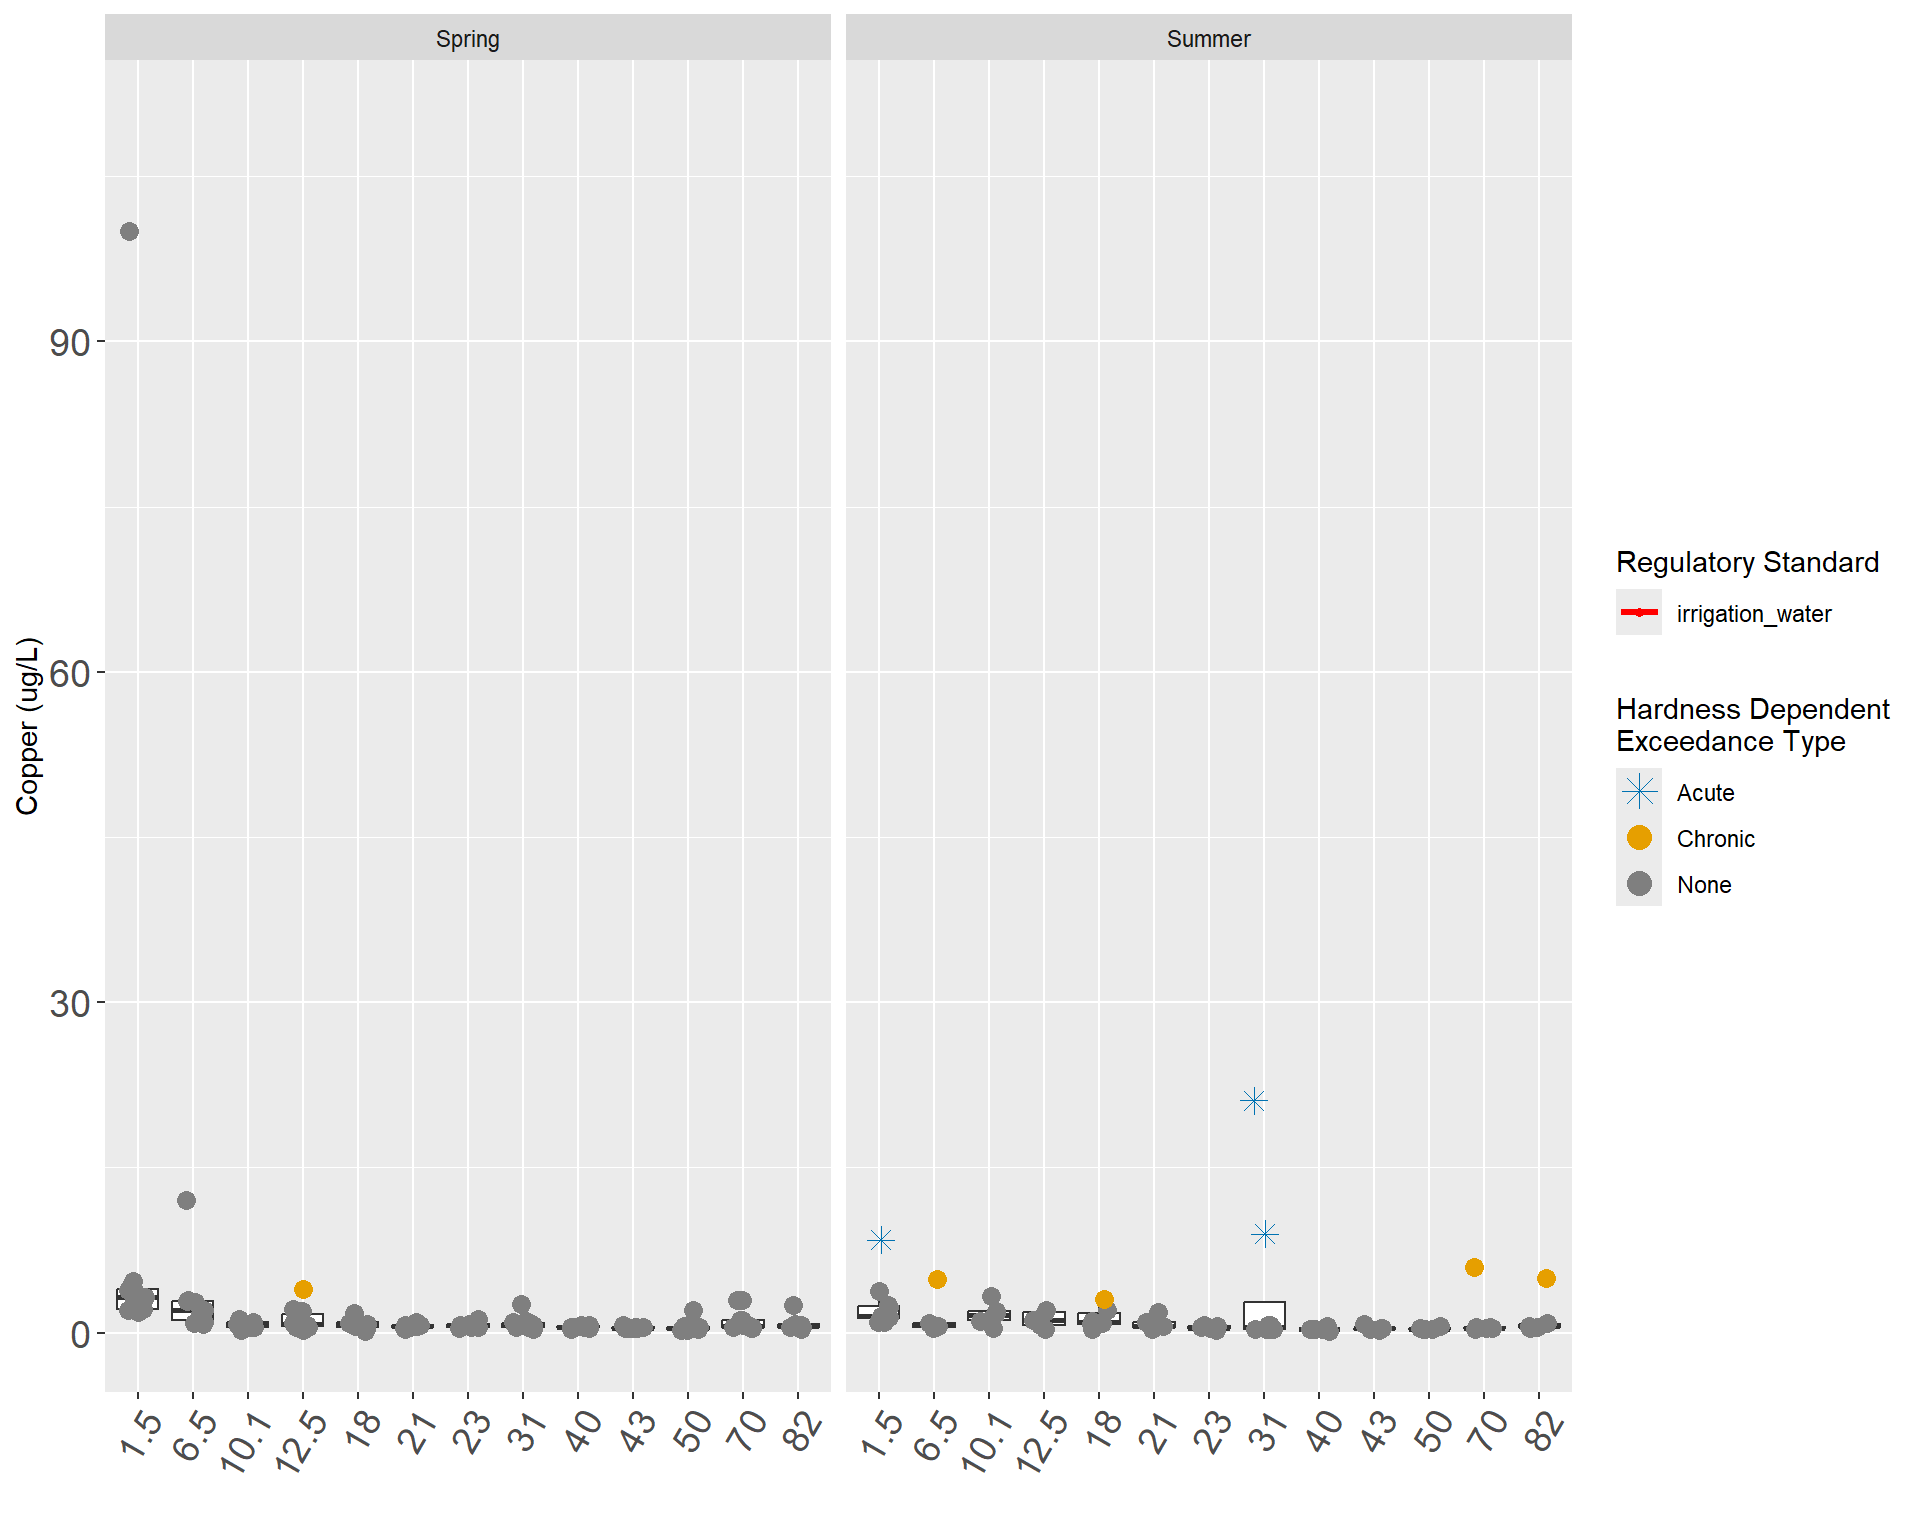 Spring Summer
Copper (ug/L)
90
60
30
0
1.5 6.5 10.1 12.5 18 21 23 31 40 43 50 70 82
1.5 6.5 10.1 12.5 18 21 23 31 40 43 50 70 82
Regulatory Standard
irrigation_water
Hardness Dependent
Exceedance Type
Acute
Chronic
None